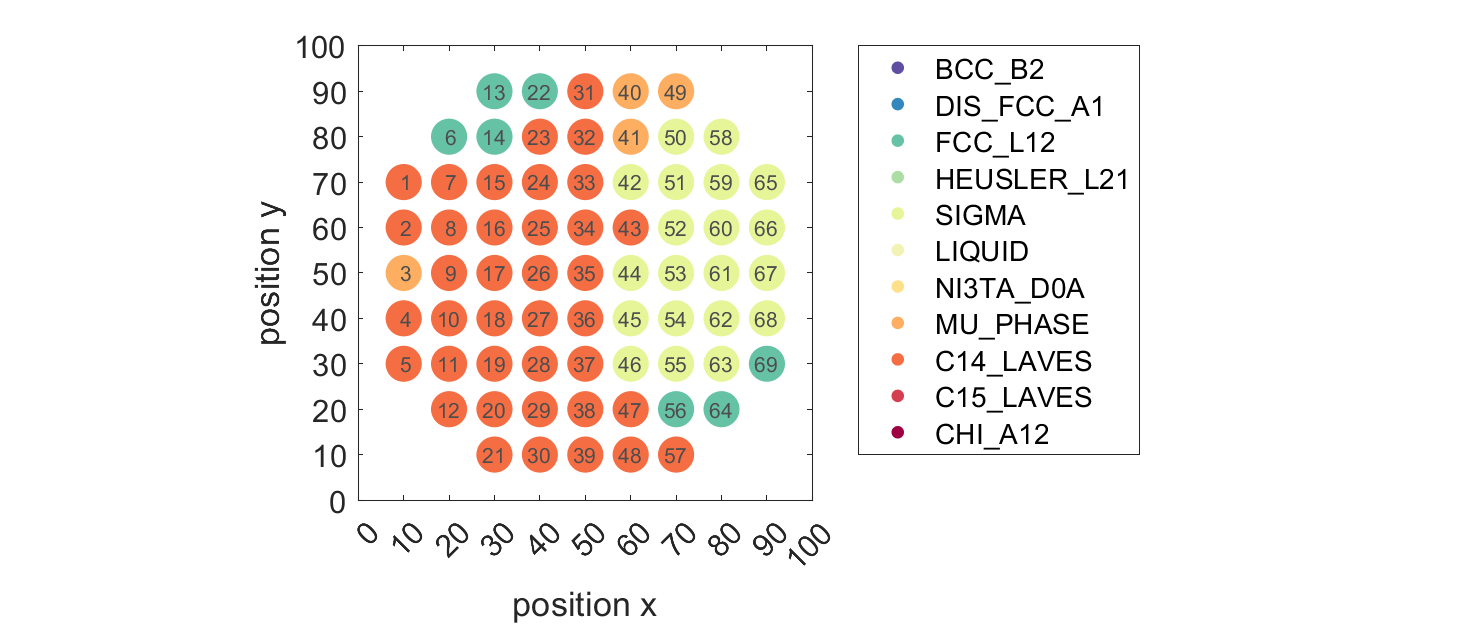 100
90
80
70
60
50
40
30
20
10
0
position y
13 22 31 40 49
6 14 23 32 41 50 58
1 7 15 24 33 42 51 59 65
2 8 16 25 34 43 52 60 66
3 9 17 26 35 44 53 61 67
4 10 18 27 36 45 54 62 68
5 11 19 28 37 46 55 63 69
12 20 29 38 47 56 64
21 30 39 48 57
0 10 20 30 40 50 60 70 80 90 100
position x
BCC_B2
DIS_FCC_A1
FCC_L12
HEUSLER_L21
SIGMA
LIQUID
NI3TA_D0A
MU_PHASE
C14_LAVES
C15_LAVES
CHI_A12